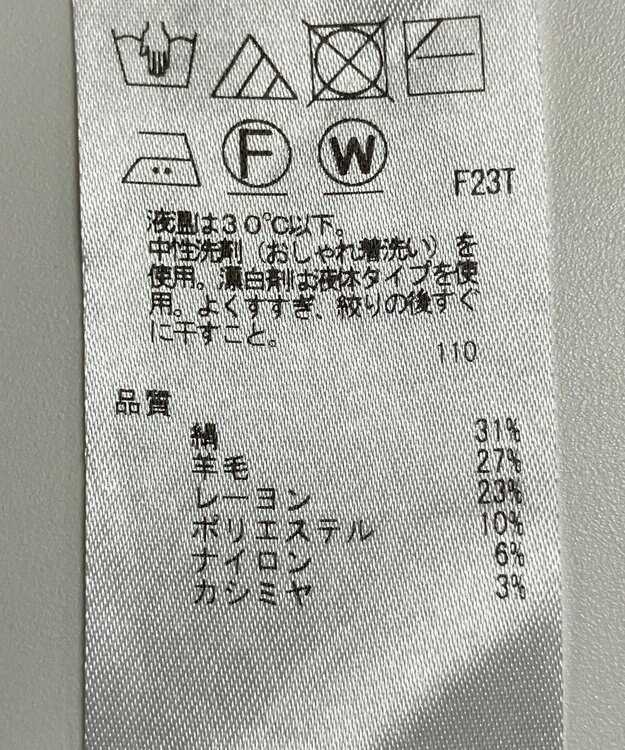 F
W
F23T
液温は30℃以下。
中性洗剤（おしゃれ着洗い）を
使用。漂白剤は液体タイプを使
用。よくすすぎ、絞りの後すぐ
に干すこと。
110
品質
絹 31%
羊毛 27%
レーヨン 23%
ポリエステル 10%
ナイロン 6%
カシミヤ 3%